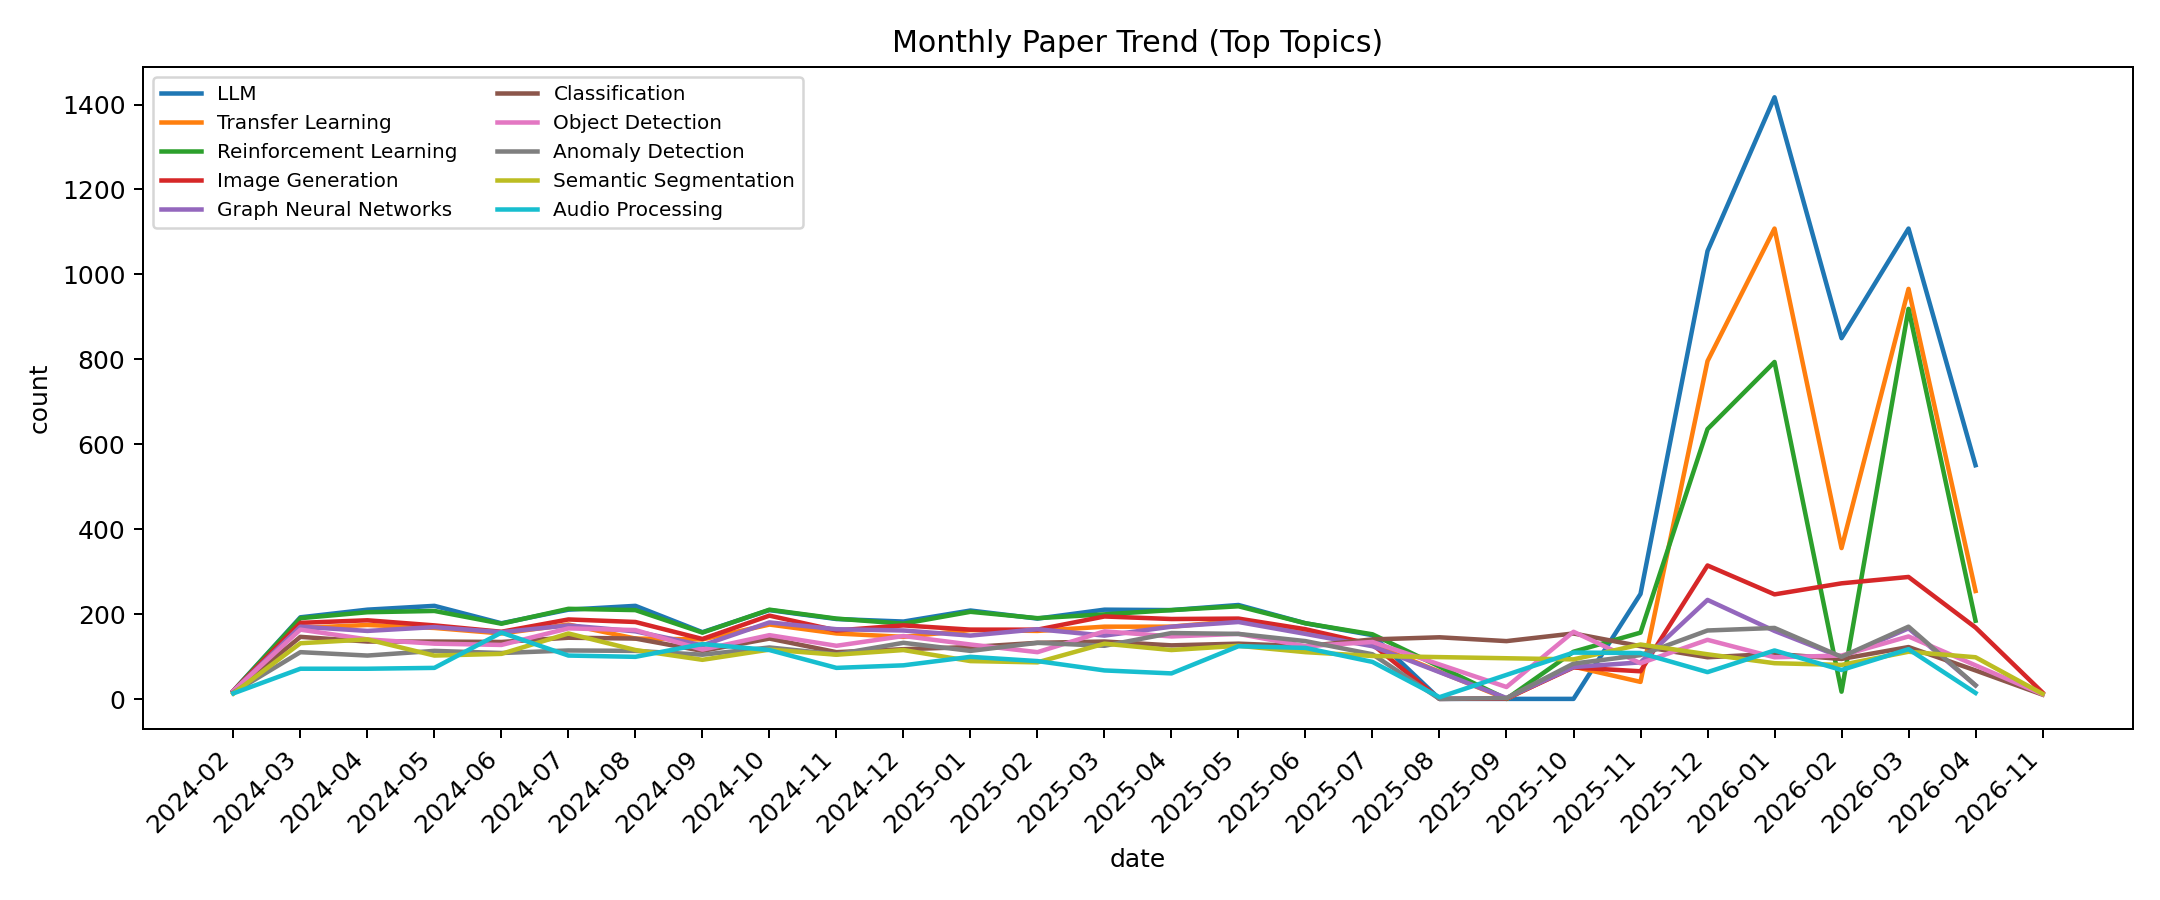 Monthly Paper Trend (Top Topics)
LLM
Transfer Learning
Reinforcement Learning
Image Generation
Graph Neural Networks
Classification
Object Detection
Anomaly Detection
Semantic Segmentation
Audio Processing
count
1400
1200
1000
800
600
400
200
0
2024-02
2024-03
2024-04
2024-05
2024-06
2024-07
2024-08
2024-09
2024-10
2024-11
2024-12
2025-01
2025-02
2025-03
2025-04
2025-05
2025-06
2025-07
2025-08
2025-09
2025-10
2025-11
2025-12
2026-01
2026-02
2026-03
2026-04
2026-11
date